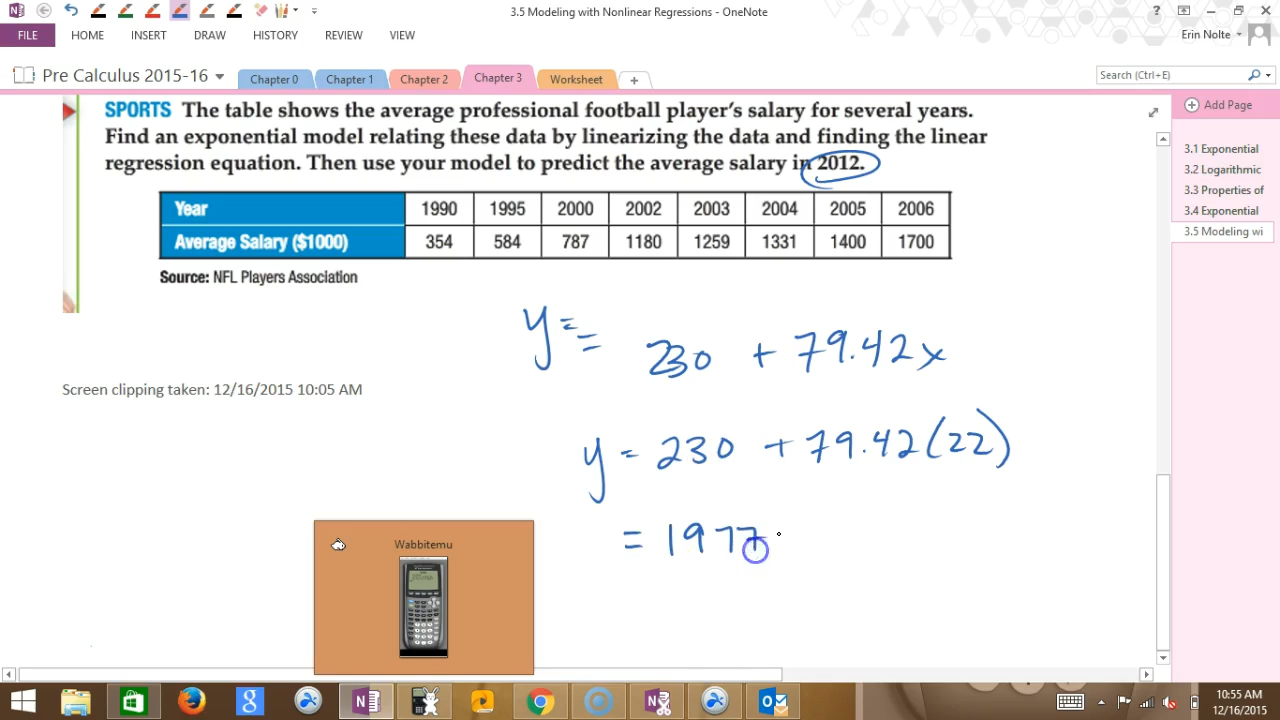 3.5 Modeling with Nonlinear Regressions - OneNote
FILE HOME INSERT DRAW HISTORY REVIEW VIEW Erin Nolte
Pre Calculus 2015-16 Chapter 0 Chapter 1 Chapter 2 Chapter 3 Worksheet Search (Ctrl+E)
Add Page
3.1 Exponential
3.2 Logarithmic
3.3 Properties of
3.4 Exponential
3.5 Modeling wi
SPORTS The table shows the average professional football player's salary for several years.
Find an exponential model relating these data by linearizing the data and finding the linear
regression equation. Then use your model to predict the average salary in 2012.
Year 1990 1995 2000 2002 2003 2004 2005 2006
Average Salary ($1000) 354 584 787 1180 1259 1331 1400 1700
Source: NFL Players Association
y = = 230 + 79.42x
Screen clipping taken: 12/16/2015 10:05 AM
y = 230 + 79.42(22)
= 1977
Wabbitemu
10:55 AM
12/16/2015